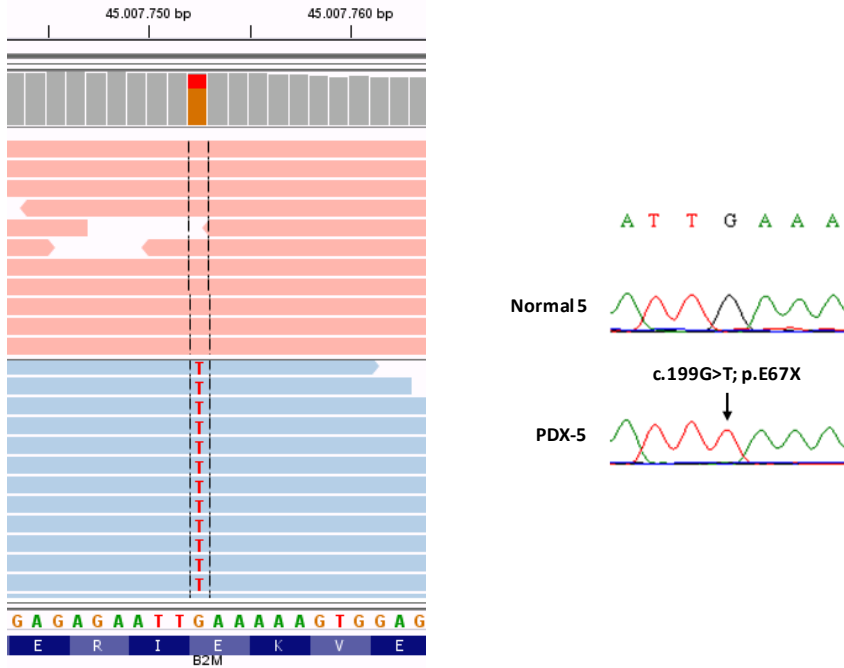 45.007.750 bp 45.007.760 bp
T
T
T
T
T
T
T
T
T
T
T
T
G A G A G A A T T G A A A A A G T G G A G
E R I E K V E
B2M
A T T G A A A
Normal 5
c.199G>T; p.E67X
PDX-5